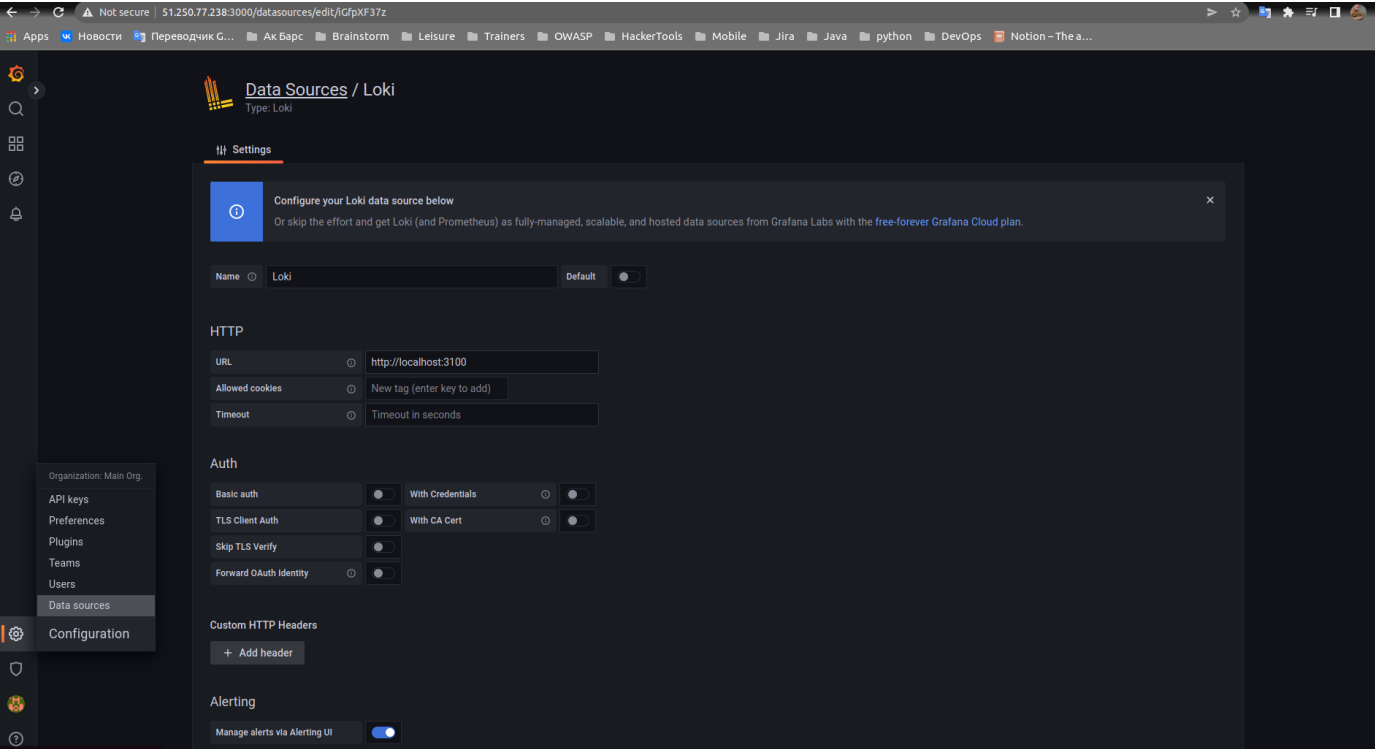 Not secure | 51.250.77.238:3000/datasources/edit/iGfpXF37z
Apps Новости Переводчик G... Ак Барс Brainstorm Leisure Trainers OWASP HackerTools Mobile Jira Java python DevOps Notion – The a...
Data Sources / Loki
Type: Loki
Settings
Configure your Loki data source below
Or skip the effort and get Loki (and Prometheus) as fully-managed, scalable, and hosted data sources from Grafana Labs with the free-forever Grafana Cloud plan.
Name Loki Default
HTTP
URL http://localhost:3100
Allowed cookies New tag (enter key to add)
Timeout Timeout in seconds
Auth
Basic auth With Credentials
TLS Client Auth With CA Cert
Skip TLS Verify
Forward OAuth Identity
Custom HTTP Headers
+ Add header
Alerting
Manage alerts via Alerting UI
Organization: Main Org.
API keys
Preferences
Plugins
Teams
Users
Data sources
Configuration